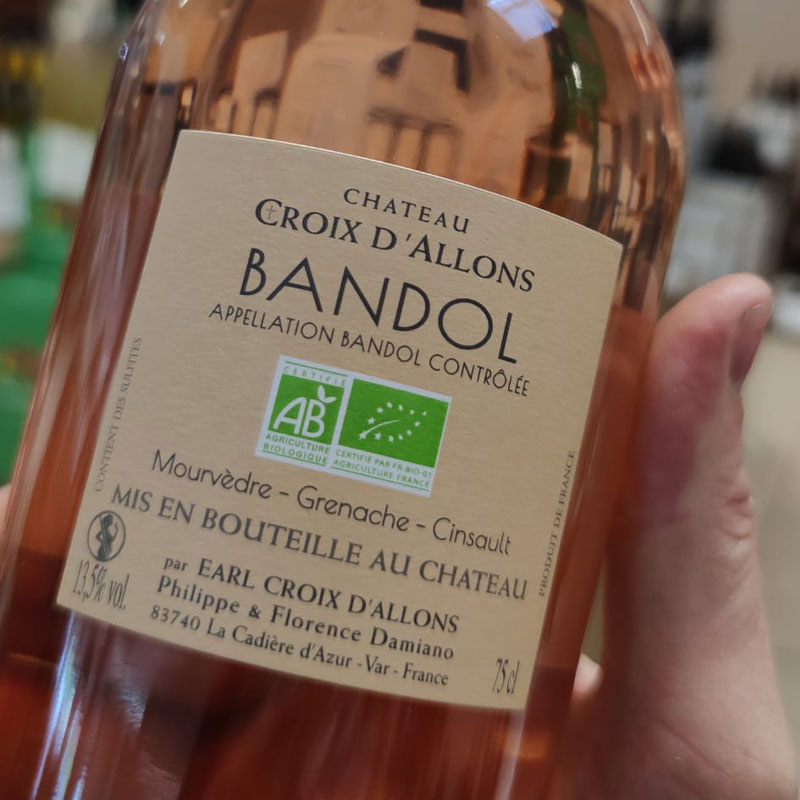 CHATEAU
CROIX D'ALLONS
BANDOL
APPELLATION BANDOL CONTRÔLÉE
CERTIFIÉ
AB
AGRICULTURE
BIOLOGIQUE
CERTIFIÉ PAR FR-BIO-01
AGRICULTURE FRANCE
CONTIENT DES SULFITES
Mourvèdre - Grenache - Cinsault
MIS EN BOUTEILLE AU CHATEAU
PRODUIT DE FRANCE
13,5% vol.
par EARL CROIX D'ALLONS
Philippe & Florence Damiano
83740 La Cadière d'Azur - Var - France
75 cl